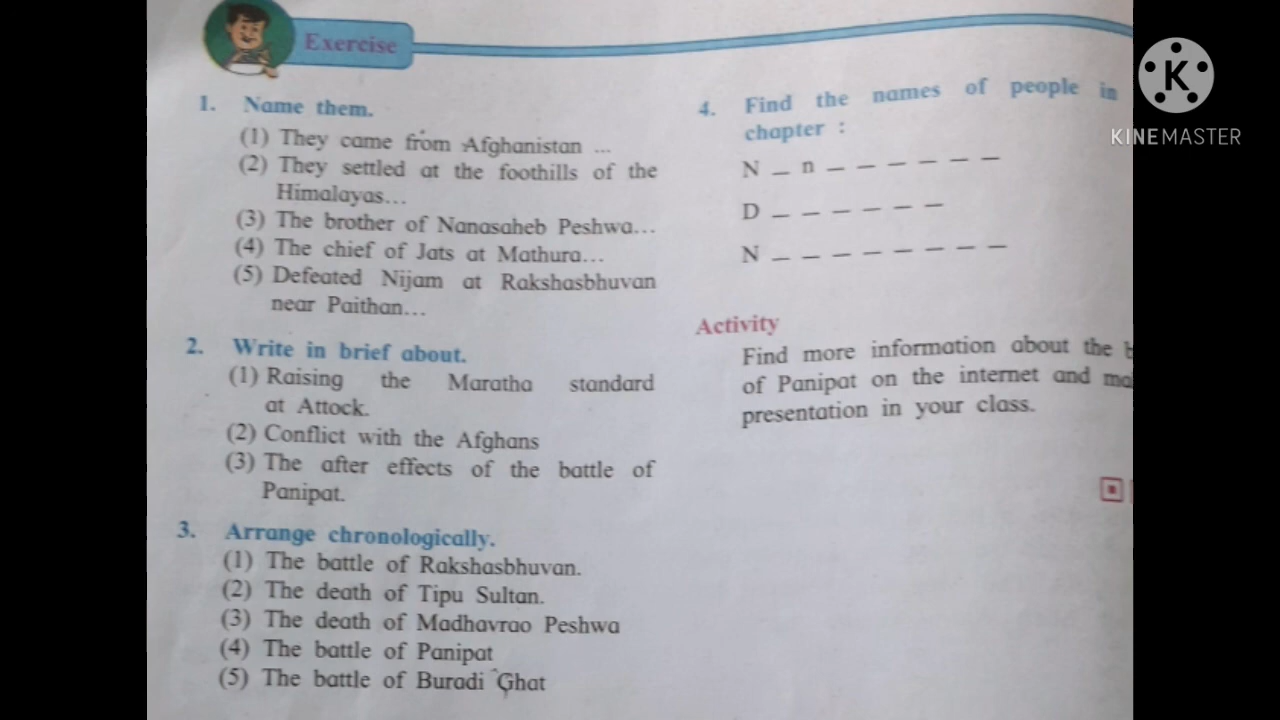 Exercise
1. Name them.
(1) They came from Afghanistan ...
(2) They settled at the foothills of the
Himalayas...
(3) The brother of Nanasaheb Peshwa...
(4) The chief of Jats at Mathura...
(5) Defeated Nijam at Rakshasbhuvan
near Paithan...
2. Write in brief about.
(1) Raising the Maratha standard
at Attock.
(2) Conflict with the Afghans
(3) The after effects of the battle of
Panipat.
3. Arrange chronologically.
(1) The battle of Rakshasbhuvan.
(2) The death of Tipu Sultan.
(3) The death of Madhavrao Peshwa
(4) The battle of Panipat
(5) The battle of Buradi Ghat
4. Find the names of people in
chapter :
N _ n _ _ _ _ _ _
D _ _ _ _ _ _
N _ _ _ _ _ _ _ _
Activity
Find more information about the
of Panipat on the internet and
presentation in your class.
K
KINEMASTER